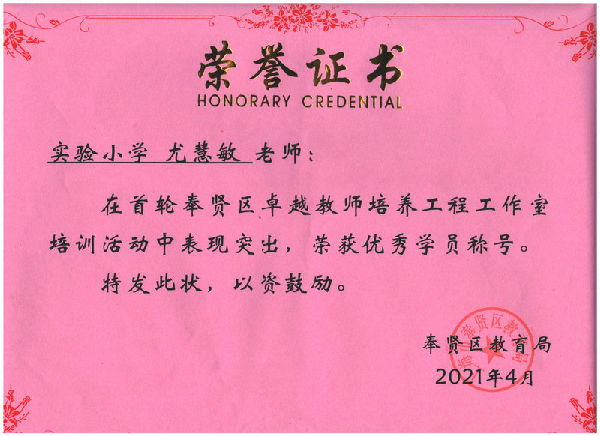 荣誉证书
HONORARY CREDENTIAL
实验小学 尤慧敏 老师：
在首轮奉贤区卓越教师培养工程工作室
培训活动中表现突出，荣获优秀学员称号。
特发此状，以资鼓励。
奉贤区教育局
2021年4月